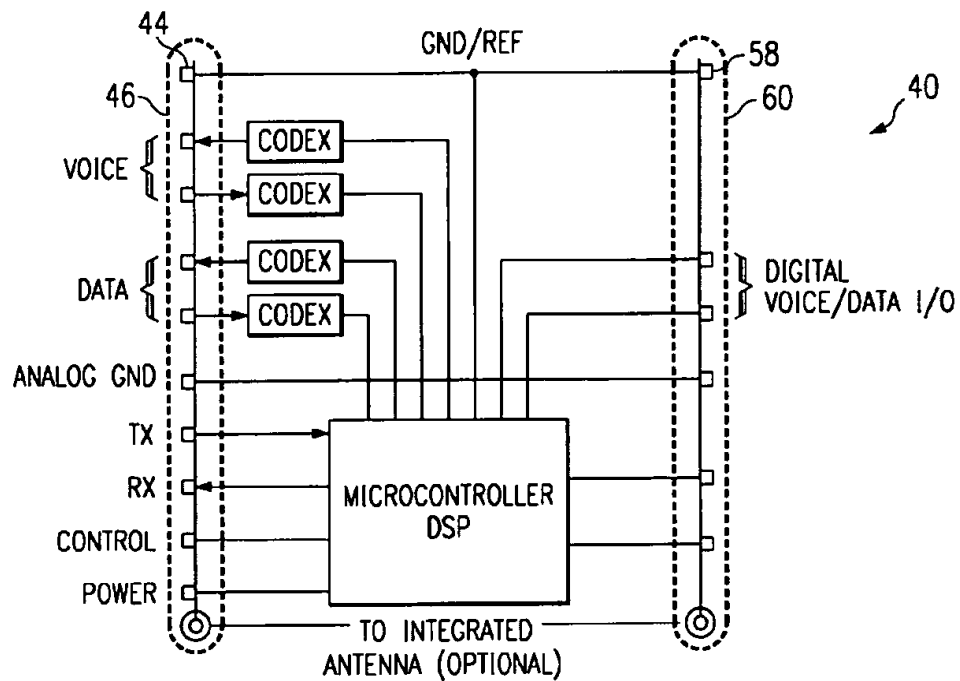 44
GND/REF
58
46
60
40
CODEX
VOICE
CODEX
CODEX
DATA
CODEX
DIGITAL
VOICE/DATA I/O
ANALOG GND
TX
RX
MICROCONTROLLER
DSP
CONTROL
POWER
TO INTEGRATED
ANTENNA (OPTIONAL)